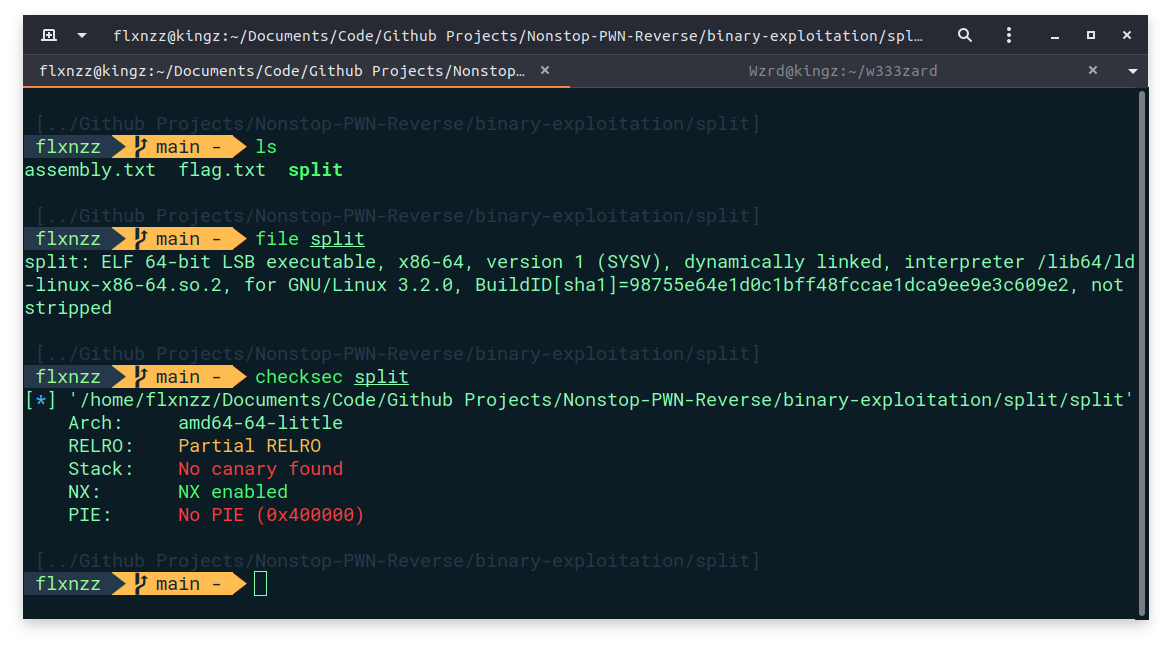 flxnzz@kingz:~/Documents/Code/Github Projects/Nonstop-PWN-Reverse/binary-exploitation/spl…
flxnzz@kingz:~/Documents/Code/Github Projects/Nonstop… × Wzrd@kingz:~/w333zard ×
[../Github Projects/Nonstop-PWN-Reverse/binary-exploitation/split]
flxnzz main - ls
assembly.txt flag.txt split
[../Github Projects/Nonstop-PWN-Reverse/binary-exploitation/split]
flxnzz main - file split
split: ELF 64-bit LSB executable, x86-64, version 1 (SYSV), dynamically linked, interpreter /lib64/ld
-linux-x86-64.so.2, for GNU/Linux 3.2.0, BuildID[sha1]=98755e64e1d0c1bff48fccae1dca9ee9e3c609e2, not
stripped
[../Github Projects/Nonstop-PWN-Reverse/binary-exploitation/split]
flxnzz main - checksec split
[*] '/home/flxnzz/Documents/Code/Github Projects/Nonstop-PWN-Reverse/binary-exploitation/split/split'
Arch: amd64-64-little
RELRO: Partial RELRO
Stack: No canary found
NX: NX enabled
PIE: No PIE (0x400000)
[../Github Projects/Nonstop-PWN-Reverse/binary-exploitation/split]
flxnzz main -